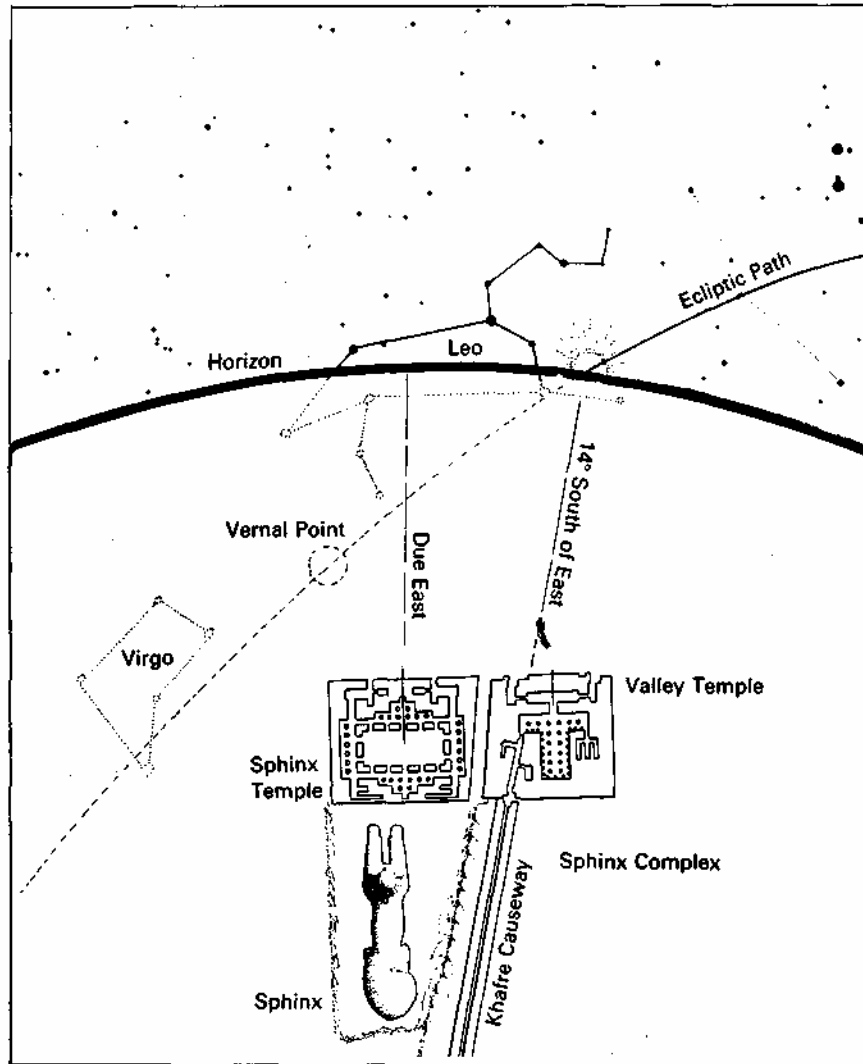 Ecliptic Path
Horizon
Leo
14° South of East
Vernal Point
Due East
Virgo
Valley Temple
Sphinx
Temple
Sphinx Complex
Khafre Causeway
Sphinx